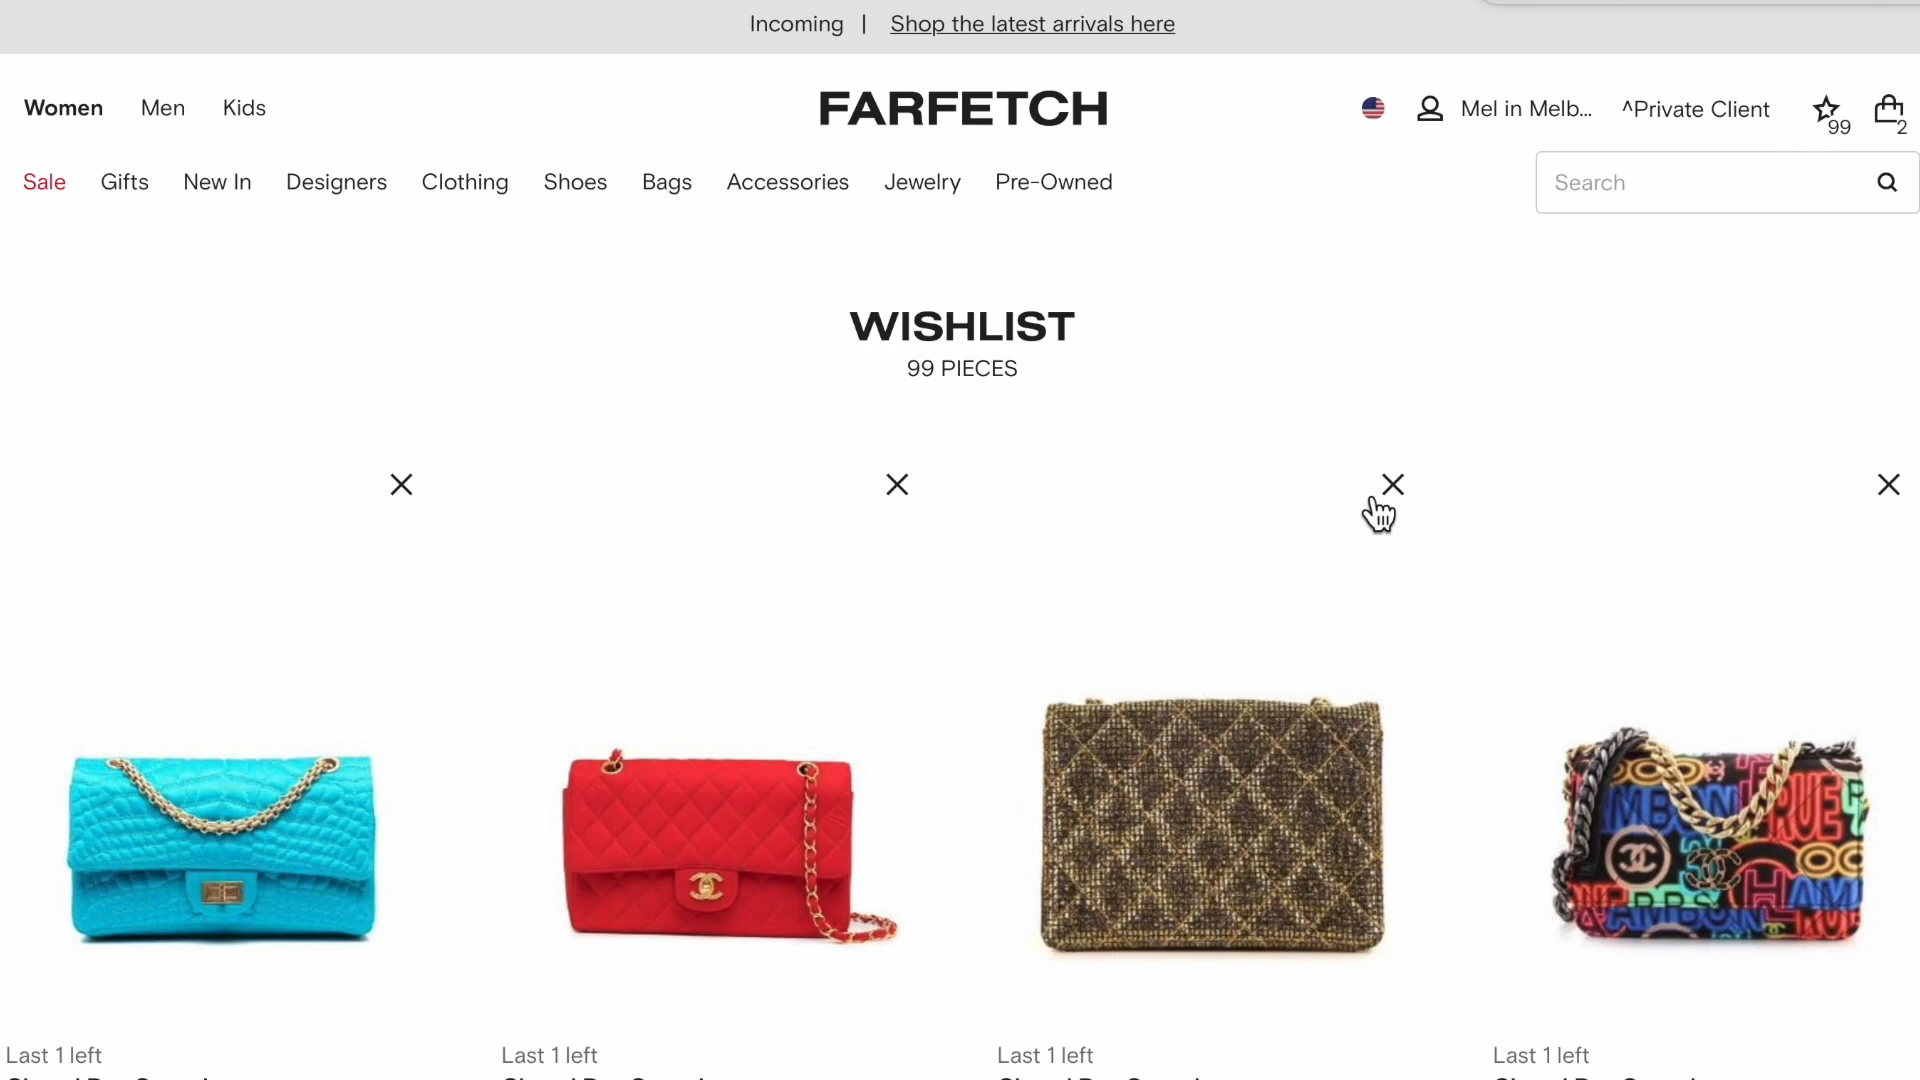 Incoming | Shop the latest arrivals here
Women Men Kids
FARFETCH
Mel in Melb... ^Private Client 99 2
Sale Gifts New In Designers Clothing Shoes Bags Accessories Jewelry Pre-Owned
Search
WISHLIST
99 PIECES
Last 1 left
Last 1 left
Last 1 left
Last 1 left